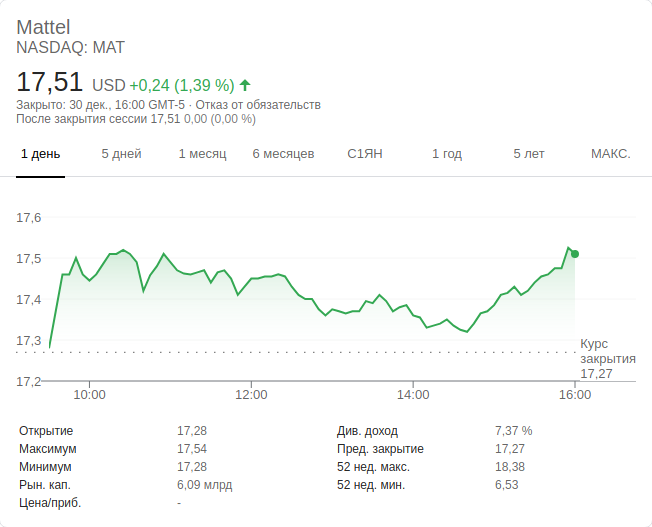 Mattel
NASDAQ: MAT
17,51 USD +0,24 (1,39 %)
Закрыто: 30 дек., 16:00 GMT-5 · Отказ от обязательств
После закрытия сессии 17,51 0,00 (0,00 %)
1 день 5 дней 1 месяц 6 месяцев С1ЯН 1 год 5 лет МАКС.
17,6
17,5
17,4
17,3
17,2
Курс
закрытия
17,27
10:00 12:00 14:00 16:00
Открытие 17,28 Див. доход 7,37 %
Максимум 17,54 Пред. закрытие 17,27
Минимум 17,28 52 нед. макс. 18,38
Рын. кап. 6,09 млрд 52 нед. мин. 6,53
Цена/приб. -